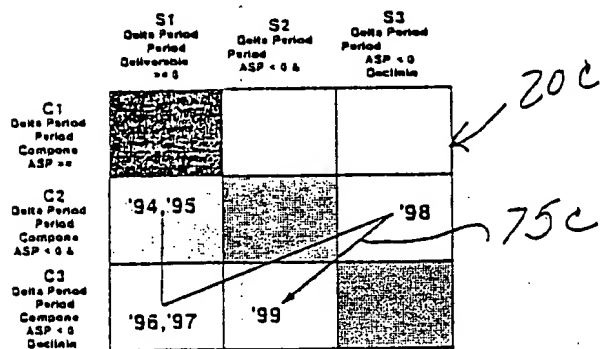 S1
Delta Period
Period
Deliverable
>= 0
S2
Delta Period
Period
ASP < 0 &
S3
Delta Period
Period
ASP < 0
Declinin
20c
C1
Delta Period
Period
Compone
ASP >=
C2
Delta Period
Period
Compone
ASP < 0 &
'94,'95
'98
75c
C3
Delta Period
Period
Compone
ASP < 0
Declinin
'96,'97
'99